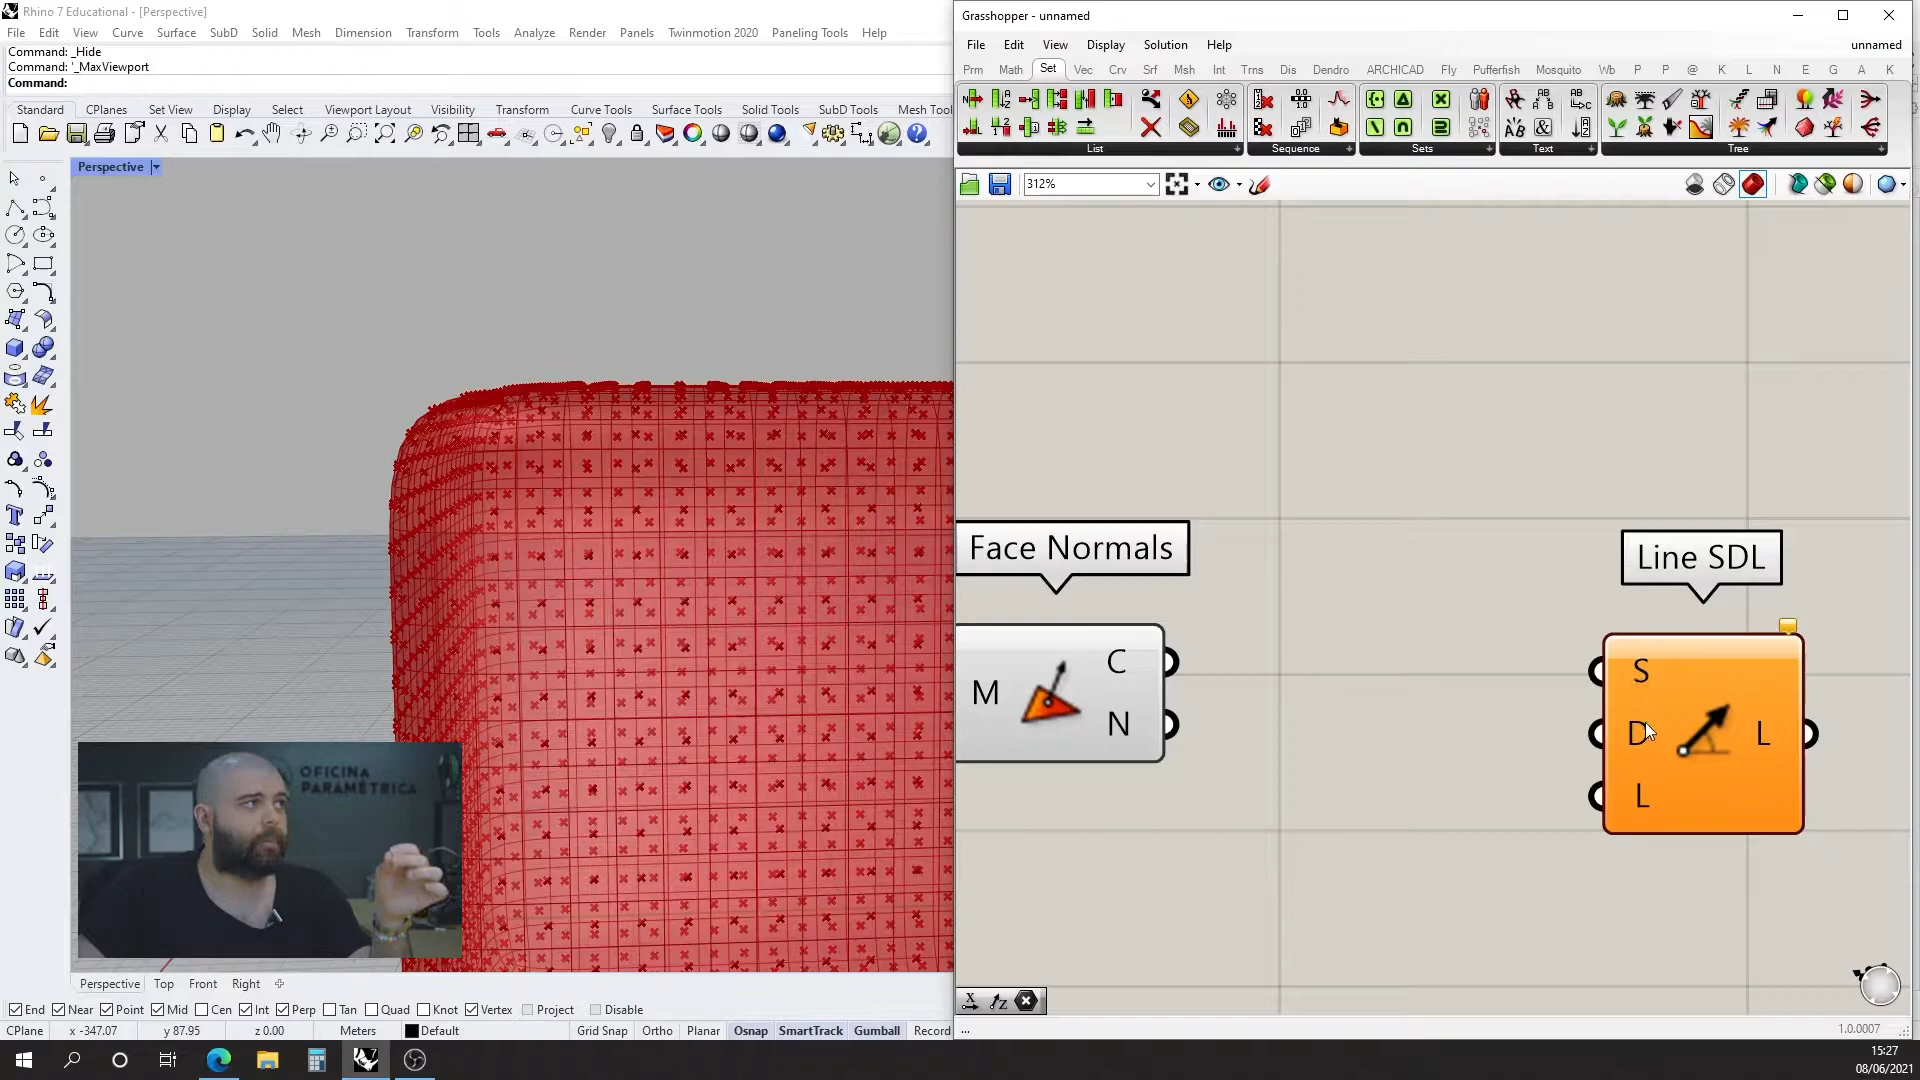 Rhino 7 Educational - [Perspective]
File Edit View Curve Surface SubD Solid Mesh Dimension Transform Tools Analyze Render Panels Twinmotion 2020 Paneling Tools Help
Command: _Hide
Command: '_MaxViewport
Command:
Standard CPlanes Set View Display Select Viewport Layout Visibility Transform Curve Tools Surface Tools Solid Tools SubD Tools Mesh Tool
Perspective
OFICINA
PARAMÉTRICA
Perspective Top Front Right
End Near Point Mid Cen Int Perp Tan Quad Knot Vertex Project Disable
CPlane x -347.07 y 87.95 z 0.00 Meters Default Grid Snap Ortho Planar Osnap SmartTrack Gumball Record
Grasshopper - unnamed
File Edit View Display Solution Help unnamed
Prm Math Set Vec Crv Srf Msh Int Trns Dis Dendro ARCHICAD Fly Pufferfish Mosquito Wb P P @ K L N E G A K
List Sequence Sets Text Tree
312%
Face Normals
M C N
Line SDL
S
D L
L
...
1.0.0007
15:27
08/06/2021